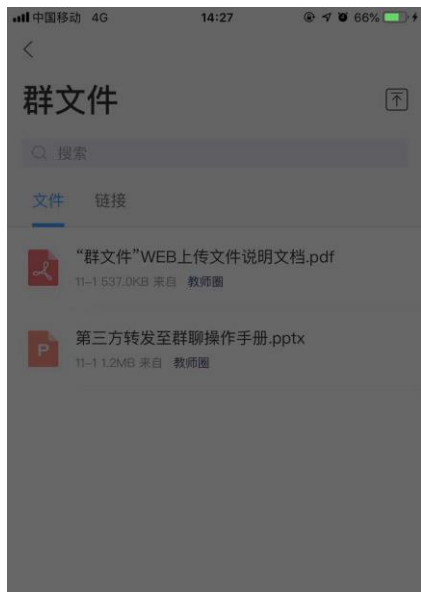 中国移动 4G 14:27 66%
群文件
搜索
文件 链接
“群文件”WEB上传文件说明文档.pdf
11-1 537.0KB 来自 教师圈
P
第三方转发至群聊操作手册.pptx
11-1 1.2MB 来自 教师圈